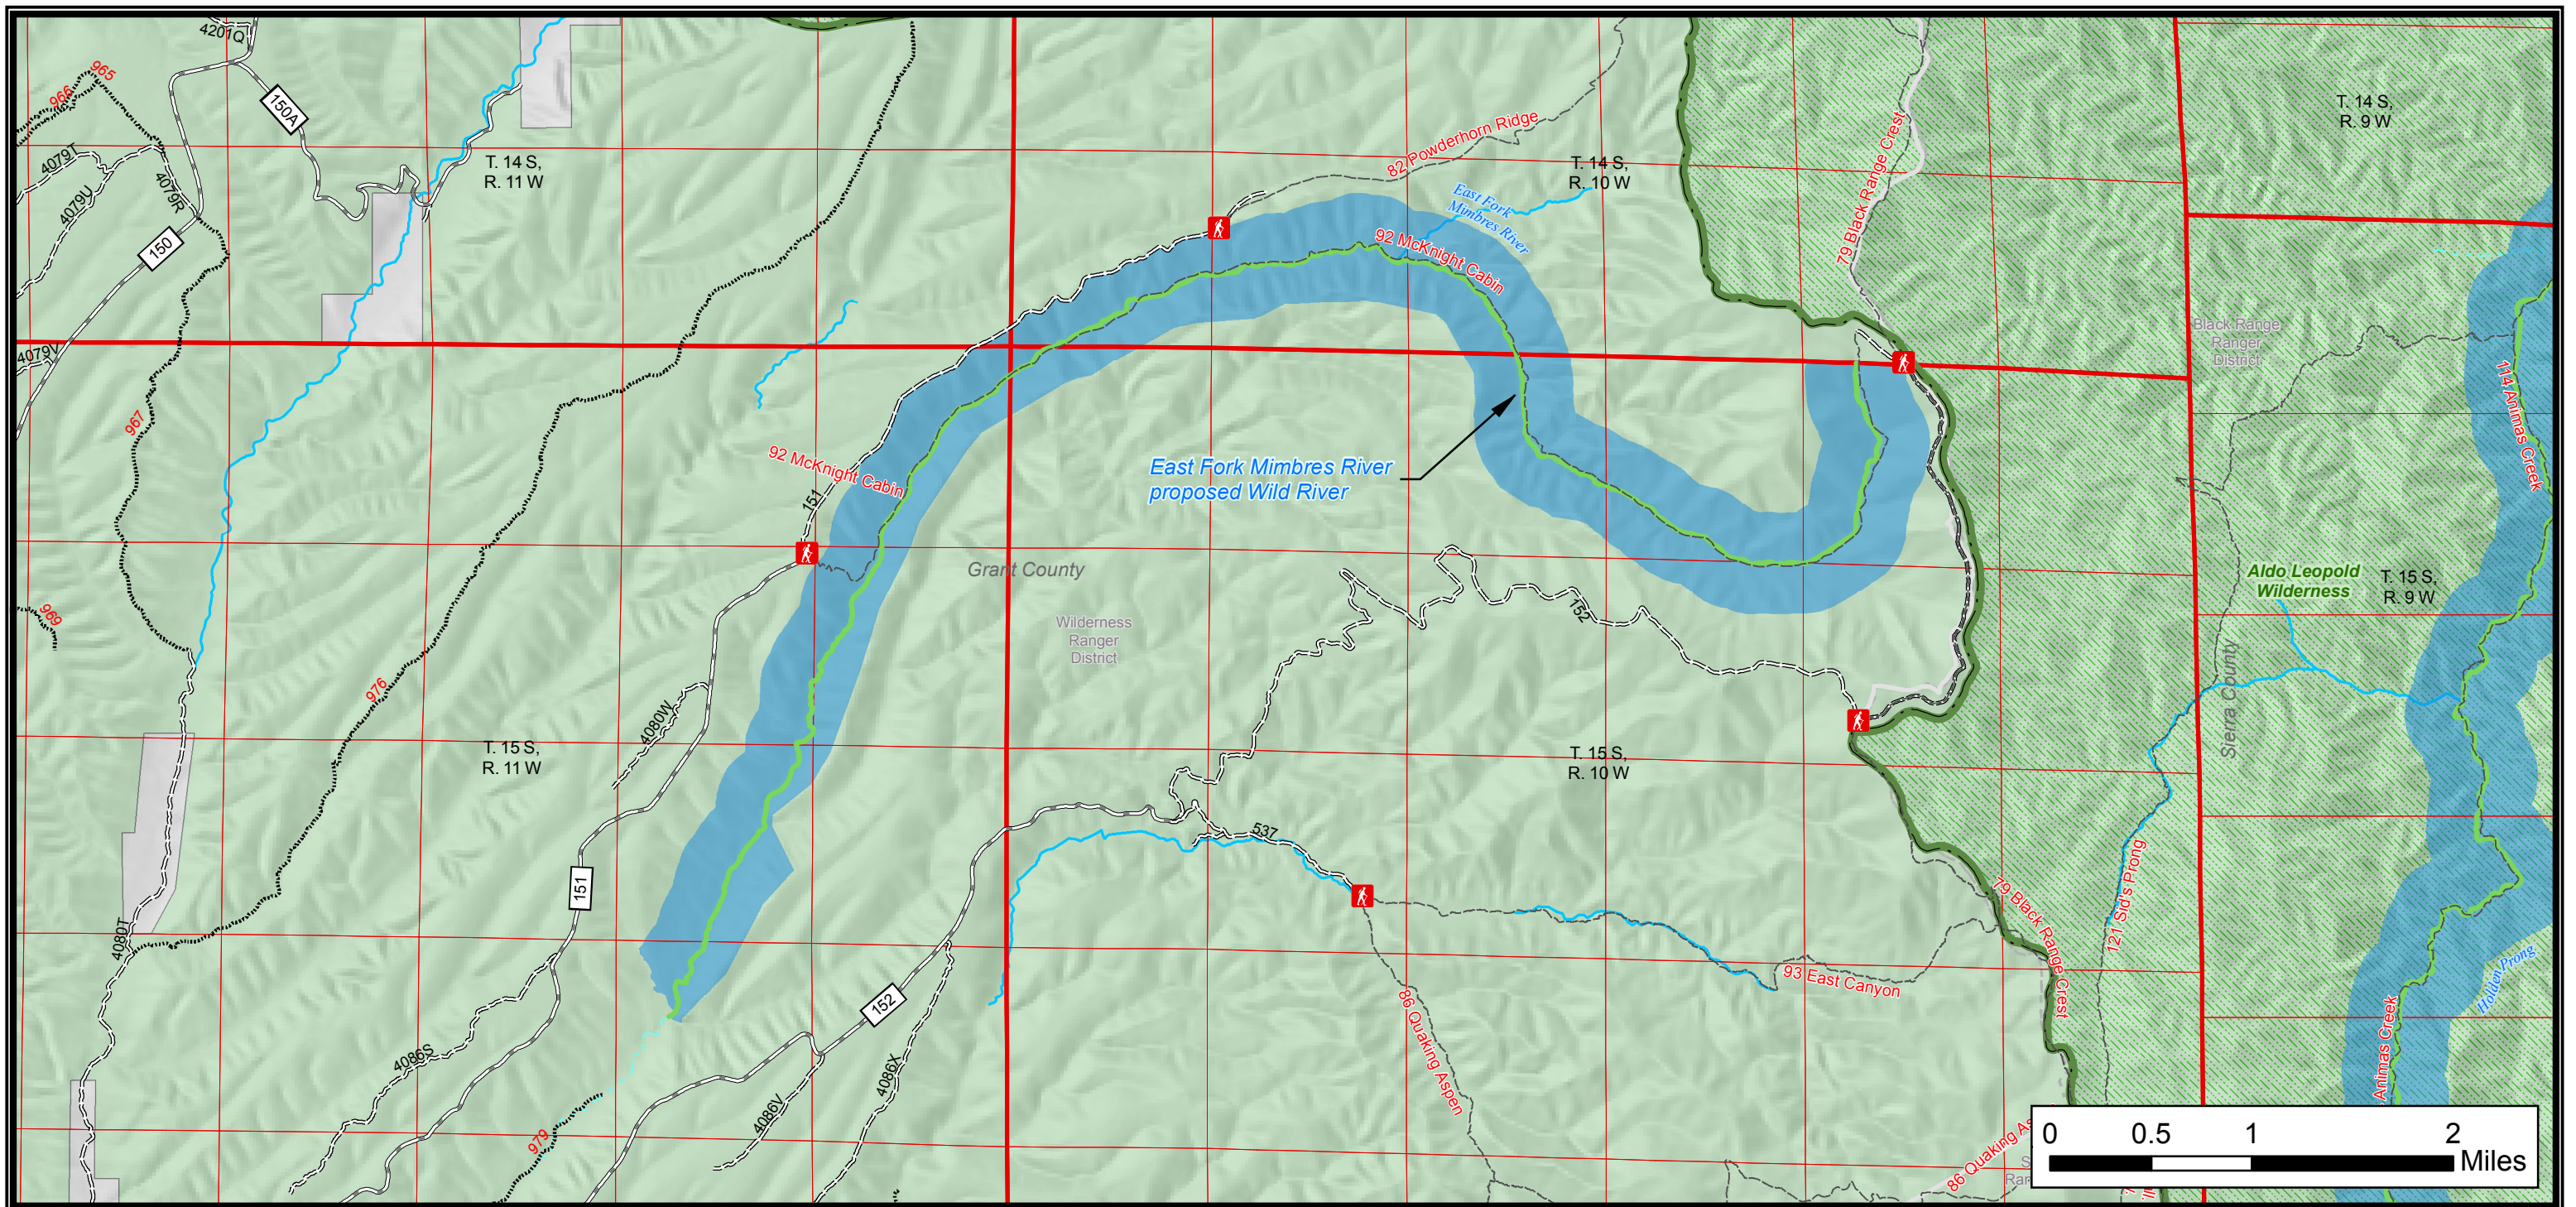 4201Q
965
966
150A
4079T
4079U
4079R
150
4079V
T. 14 S,
R. 11 W
82 Powderhorn Ridge
T. 14 S,
R. 10 W
East Fork
Mimbres River
92 McKnight Cabin
79 Black Range Crest
T. 14 S,
R. 9 W
Black Range
Ranger
District
114 Animas Creek
967
92 McKnight Cabin
151
East Fork Mimbres River
proposed Wild River
Grant County
Wilderness
Ranger
District
152
Aldo Leopold
Wilderness
T. 15 S,
R. 9 W
Sierra County
969
976
4080W
T. 15 S,
R. 11 W
T. 15 S,
R. 10 W
537
151
4080T
79 Black Range Crest
121 Sids Prong
93 East Canyon
Holden Prong
152
86 Quaking Aspen
Animas Creek
4086S
4086X
4086V
979
86 Quaking As
0 0.5 1 2
Miles